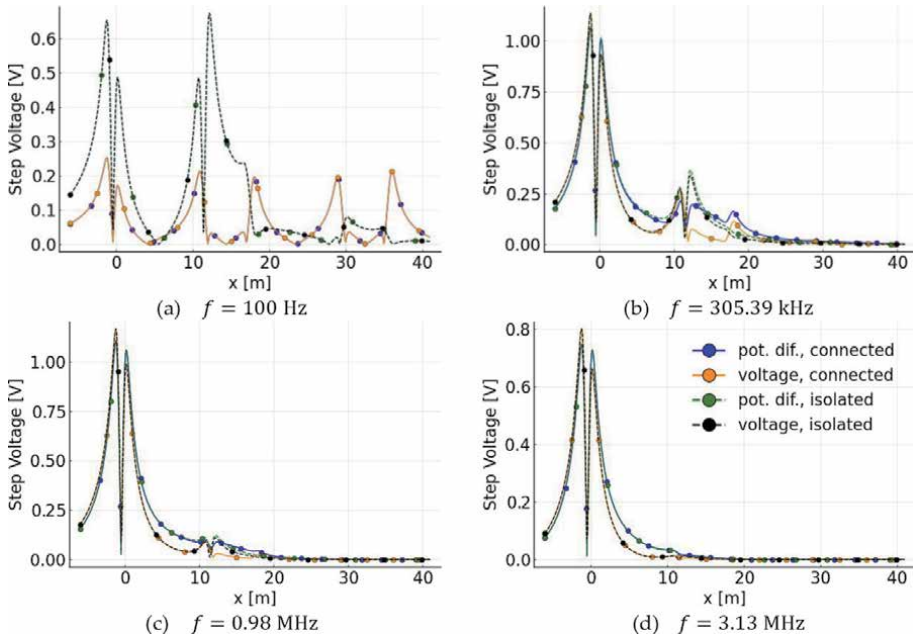 Step Voltage [V]
0.6
0.5
0.4
0.3
0.2
0.1
0.0
0 10 20 30 40
x [m]
(a) f = 100 Hz
Step Voltage [V]
1.00
0.75
0.50
0.25
0.00
0 10 20 30 40
x [m]
(b) f = 305.39 kHz
Step Voltage [V]
1.00
0.75
0.50
0.25
0.00
0 10 20 30 40
x [m]
(c) f = 0.98 MHz
Step Voltage [V]
0.8
0.6
0.4
0.2
0.0
pot. dif., connected
voltage, connected
pot. dif., isolated
voltage, isolated
0 10 20 30 40
x [m]
(d) f = 3.13 MHz